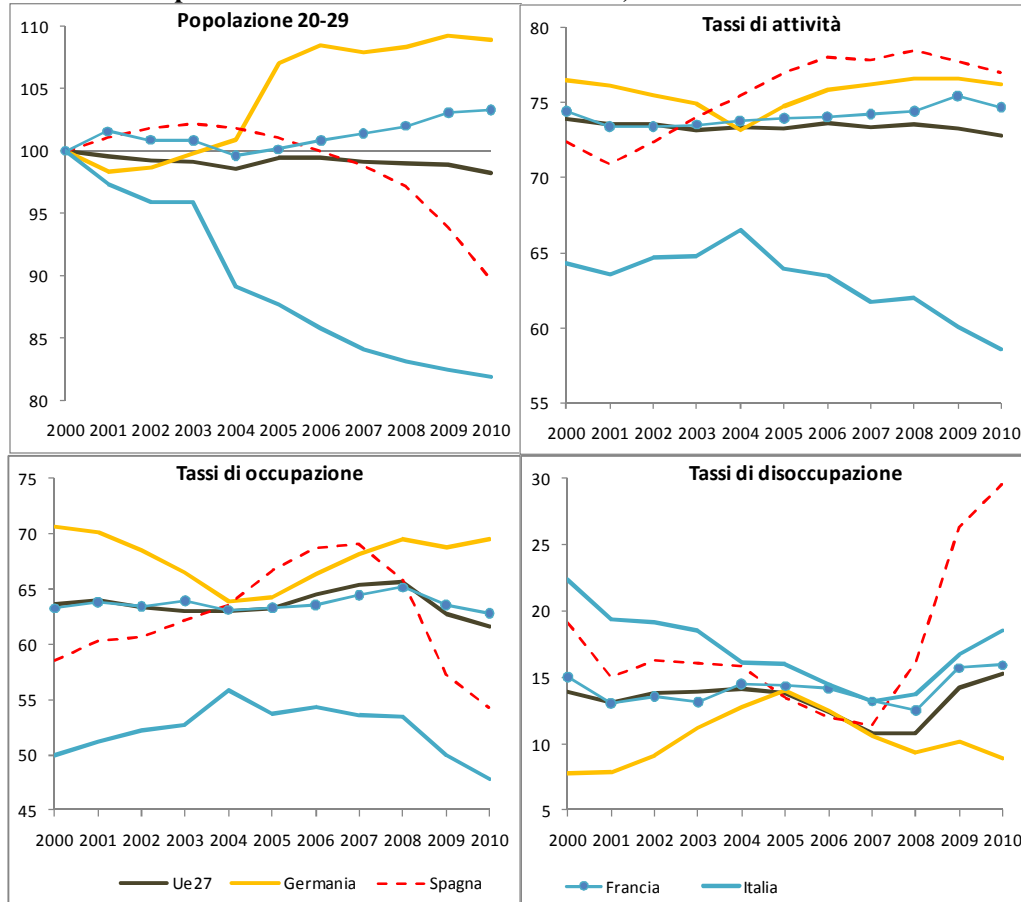 Popolazione 20-29
110
105
100
95
90
85
80
2000 2001 2002 2003 2004 2005 2006 2007 2008 2009 2010
Tassi di attività
80
75
70
65
60
55
2000 2001 2002 2003 2004 2005 2006 2007 2008 2009 2010
Tassi di occupazione
75
70
65
60
55
50
45
2000 2001 2002 2003 2004 2005 2006 2007 2008 2009 2010
Tassi di disoccupazione
30
25
20
15
10
5
2000 2001 2002 2003 2004 2005 2006 2007 2008 2009 2010
Ue27 Germania Spagna Francia Italia